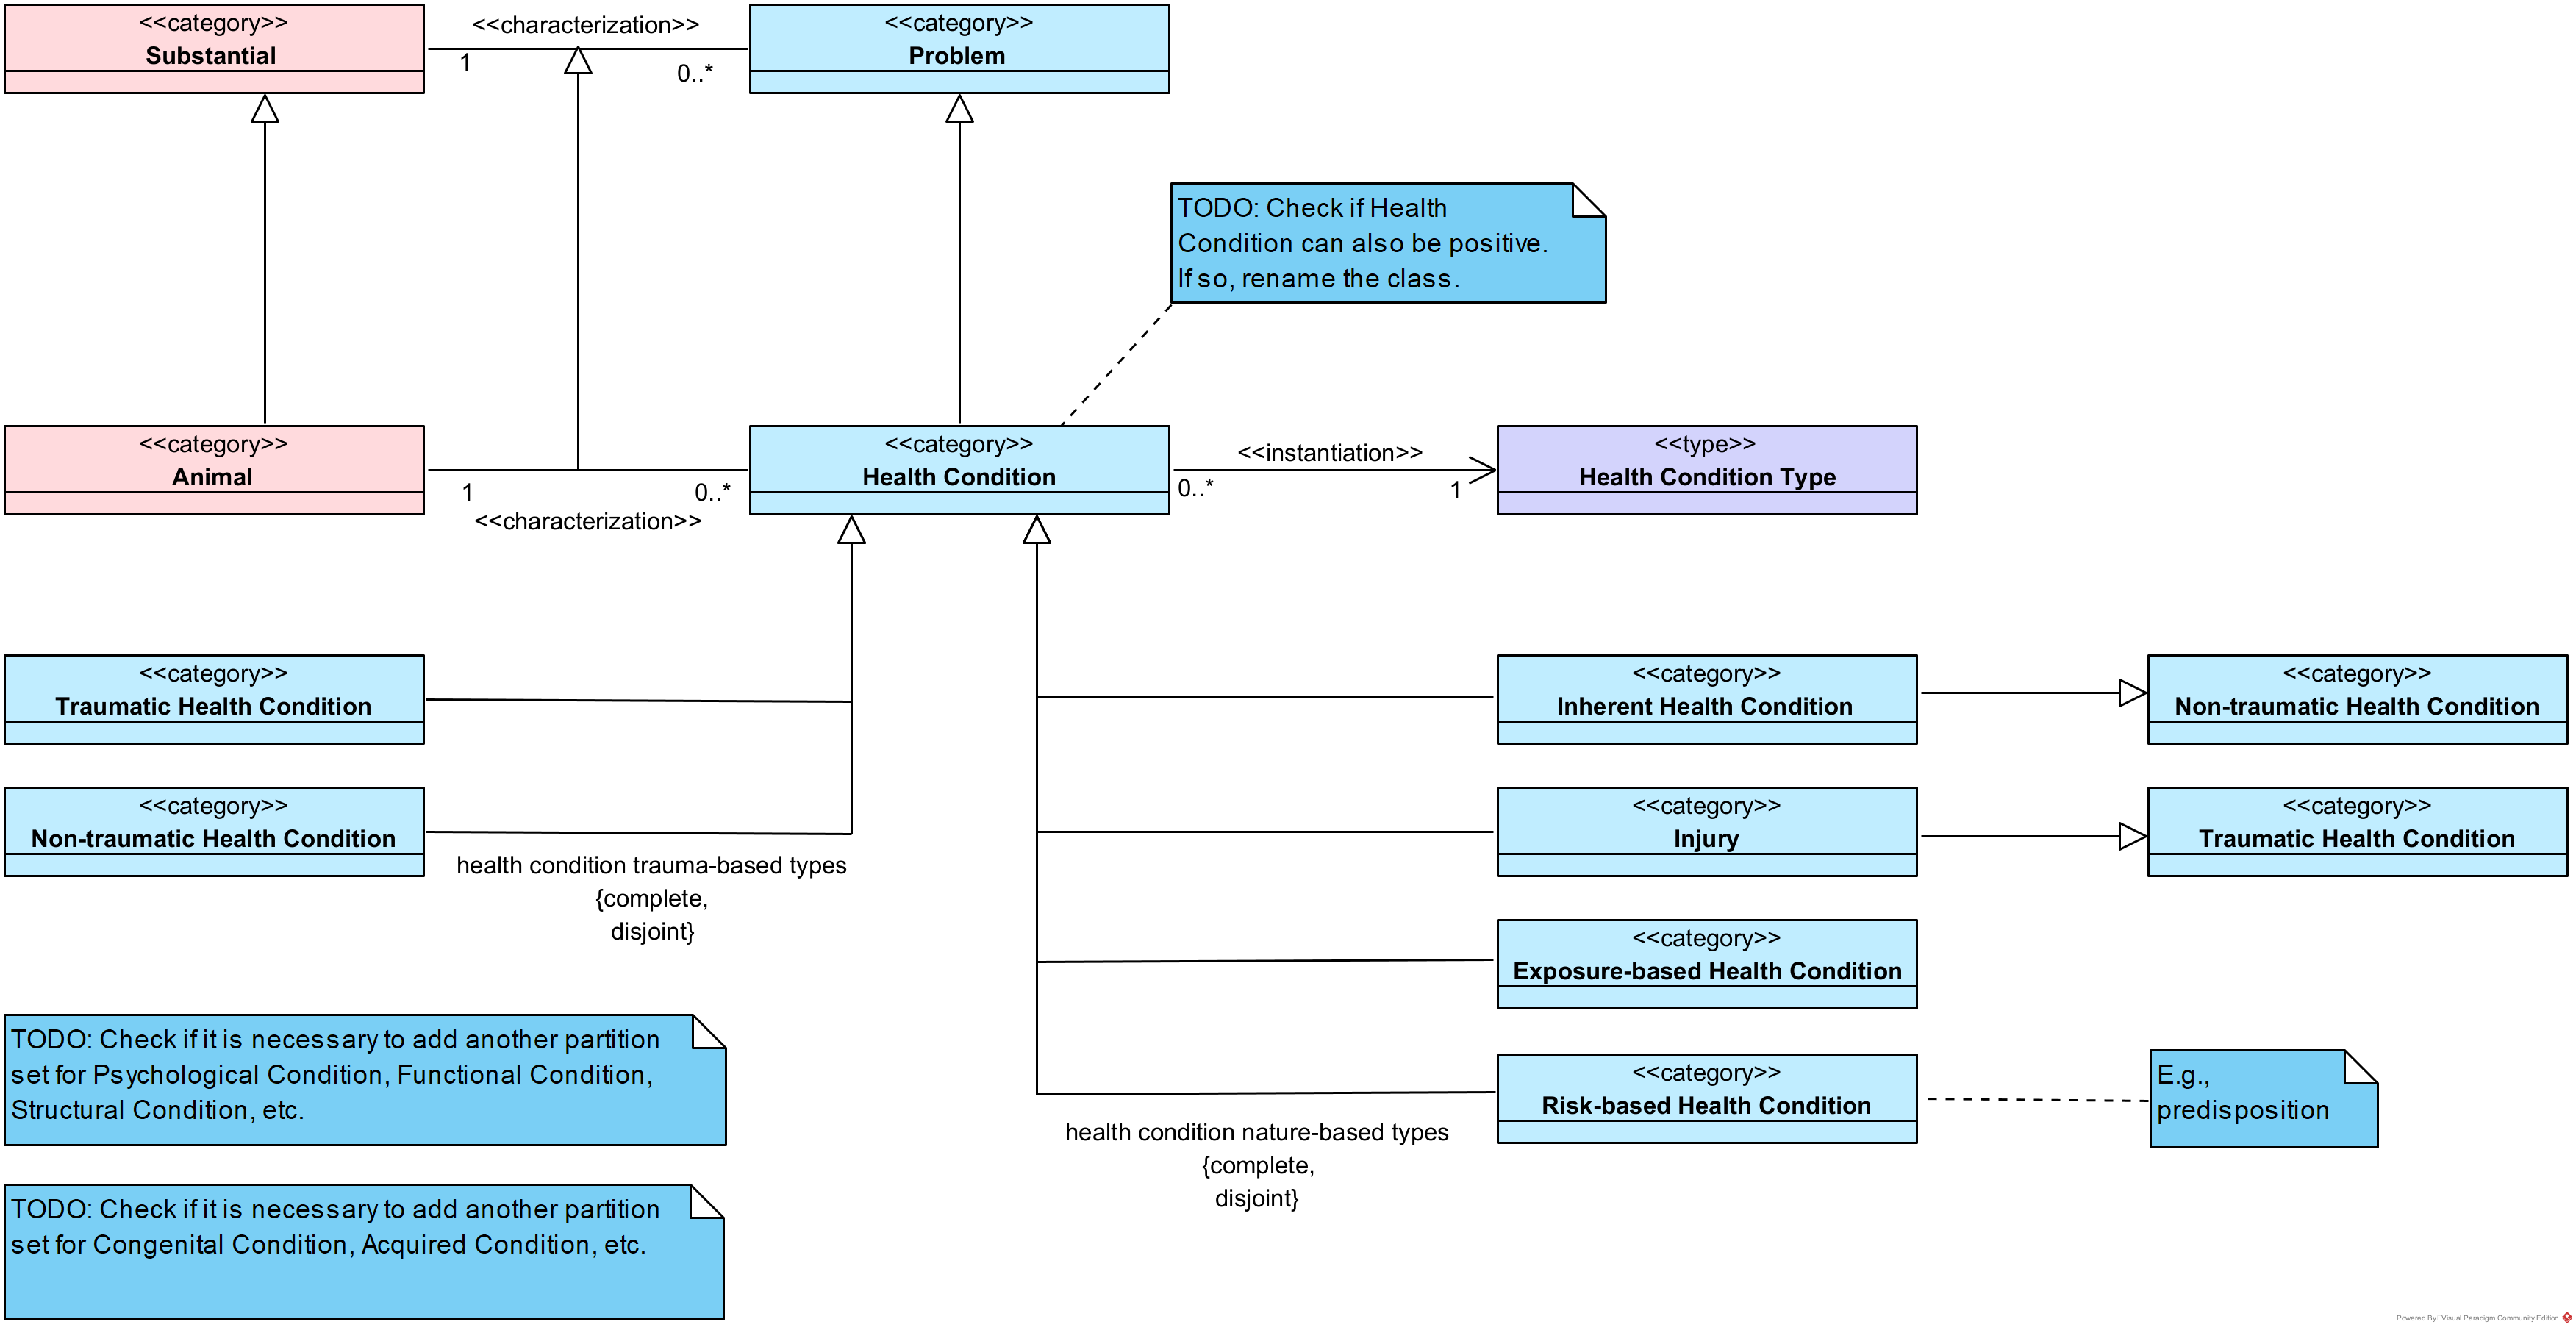 <<category>>
Substantial
<<characterization>>
1
0..*
<<category>>
Problem
TODO: Check if Health
Condition can also be positive.
If so, rename the class.
<<category>>
Animal
1
0..*
<<characterization>>
<<category>>
Health Condition
<<instantiation>>
0..*
1
<<type>>
Health Condition Type
<<category>>
Traumatic Health Condition
<<category>>
Non-traumatic Health Condition
health condition trauma-based types
{complete,
disjoint}
<<category>>
Inherent Health Condition
<<category>>
Non-traumatic Health Condition
<<category>>
Injury
<<category>>
Traumatic Health Condition
<<category>>
Exposure-based Health Condition
<<category>>
Risk-based Health Condition
E.g.,
predisposition
health condition nature-based types
{complete,
disjoint}
TODO: Check if it is necessary to add another partition
set for Psychological Condition, Functional Condition,
Structural Condition, etc.
TODO: Check if it is necessary to add another partition
set for Congenital Condition, Acquired Condition, etc.
Powered By Visual Paradigm Community Edition